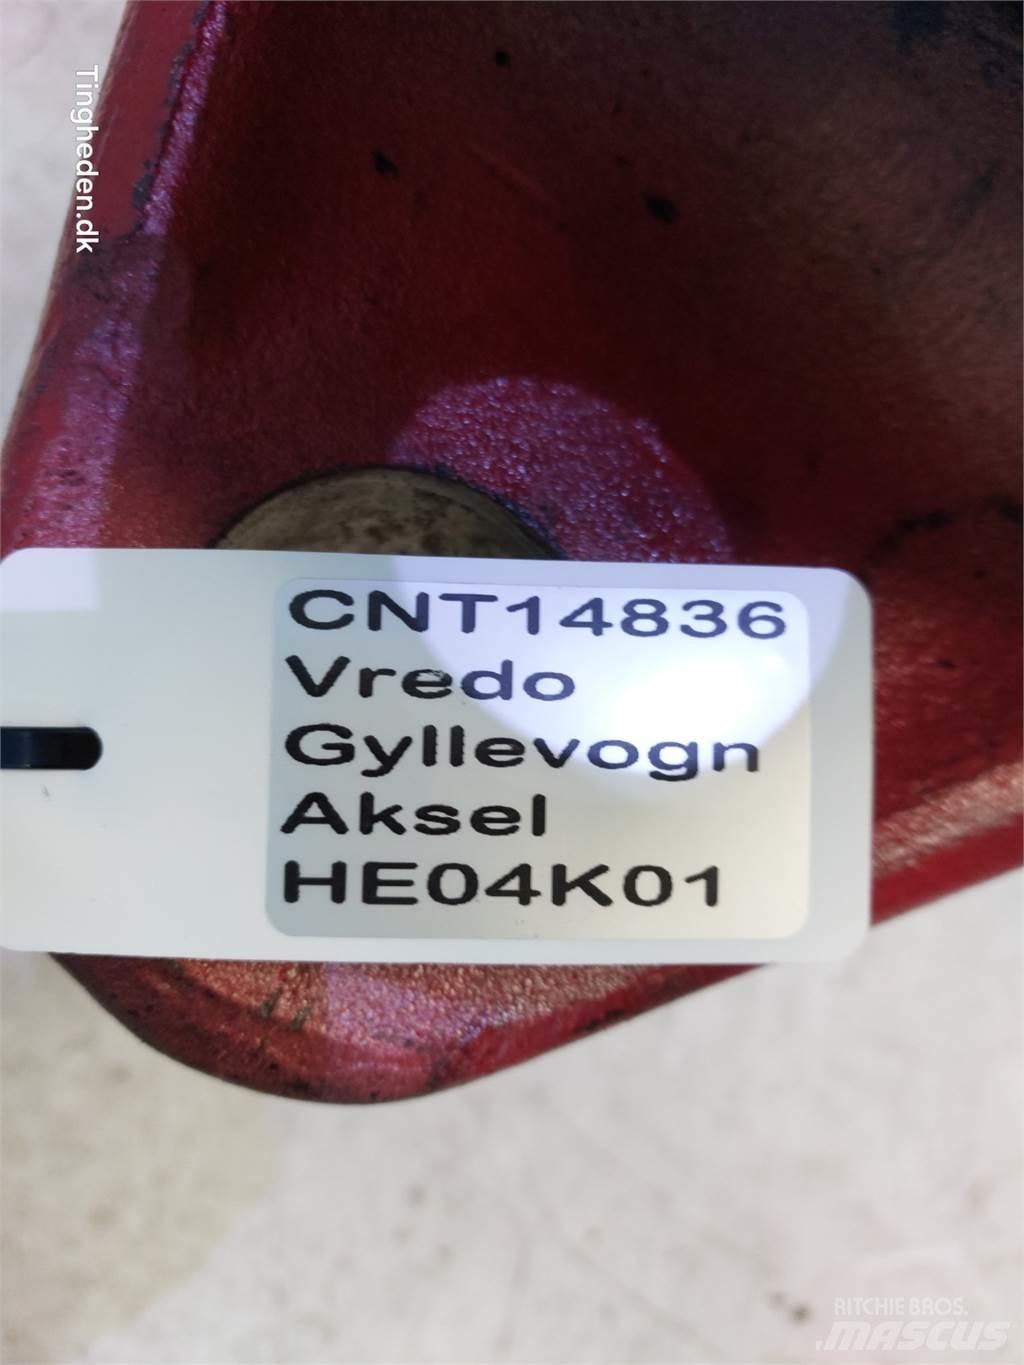 Tingheden.dk
CNT14836
Vredo
Gyllevogn
Aksel
HE04K01
RITCHIE BROS.
MASCUS